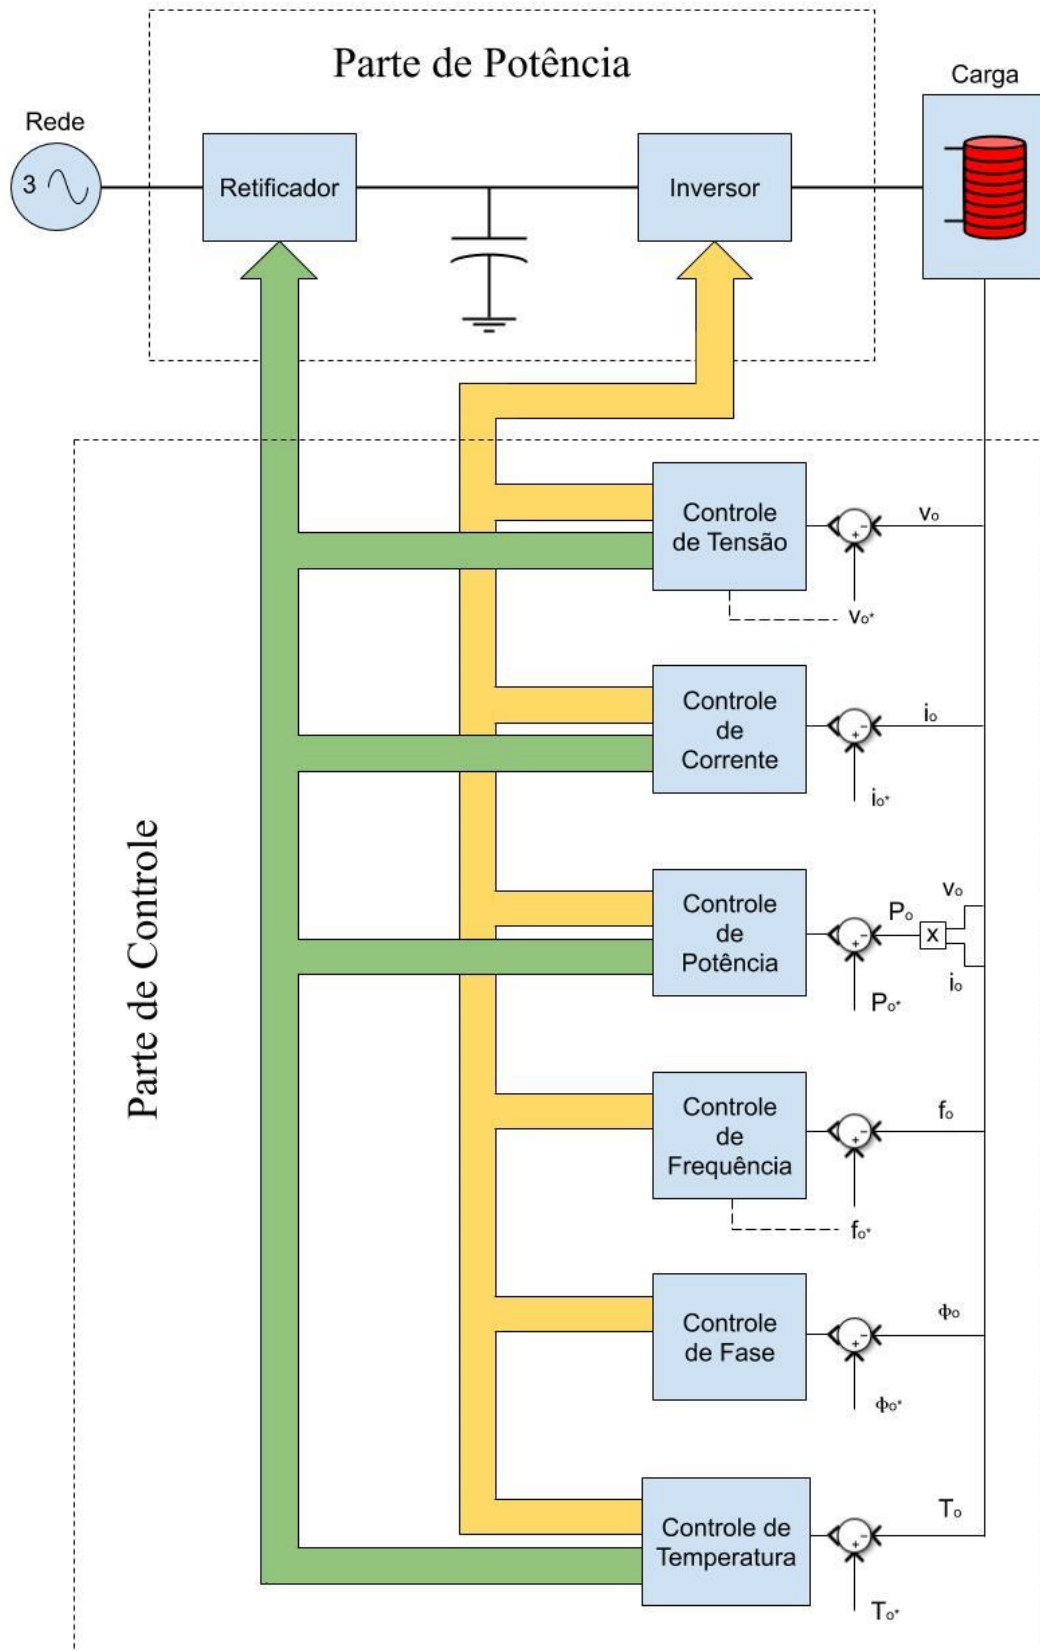 Parte de Potência
Carga
Rede
3
Retificador
Inversor
Parte de Controle
Controle
de Tensão
+
-
vo
vo*
Controle
de
Corrente
+
-
io
io*
Controle
de
Potência
+
-
Po
x
vo
io
Po*
Controle
de
Frequência
+
-
fo
fo*
Controle
de Fase
+
-
ϕo
ϕo*
Controle de
Temperatura
+
-
To
To*